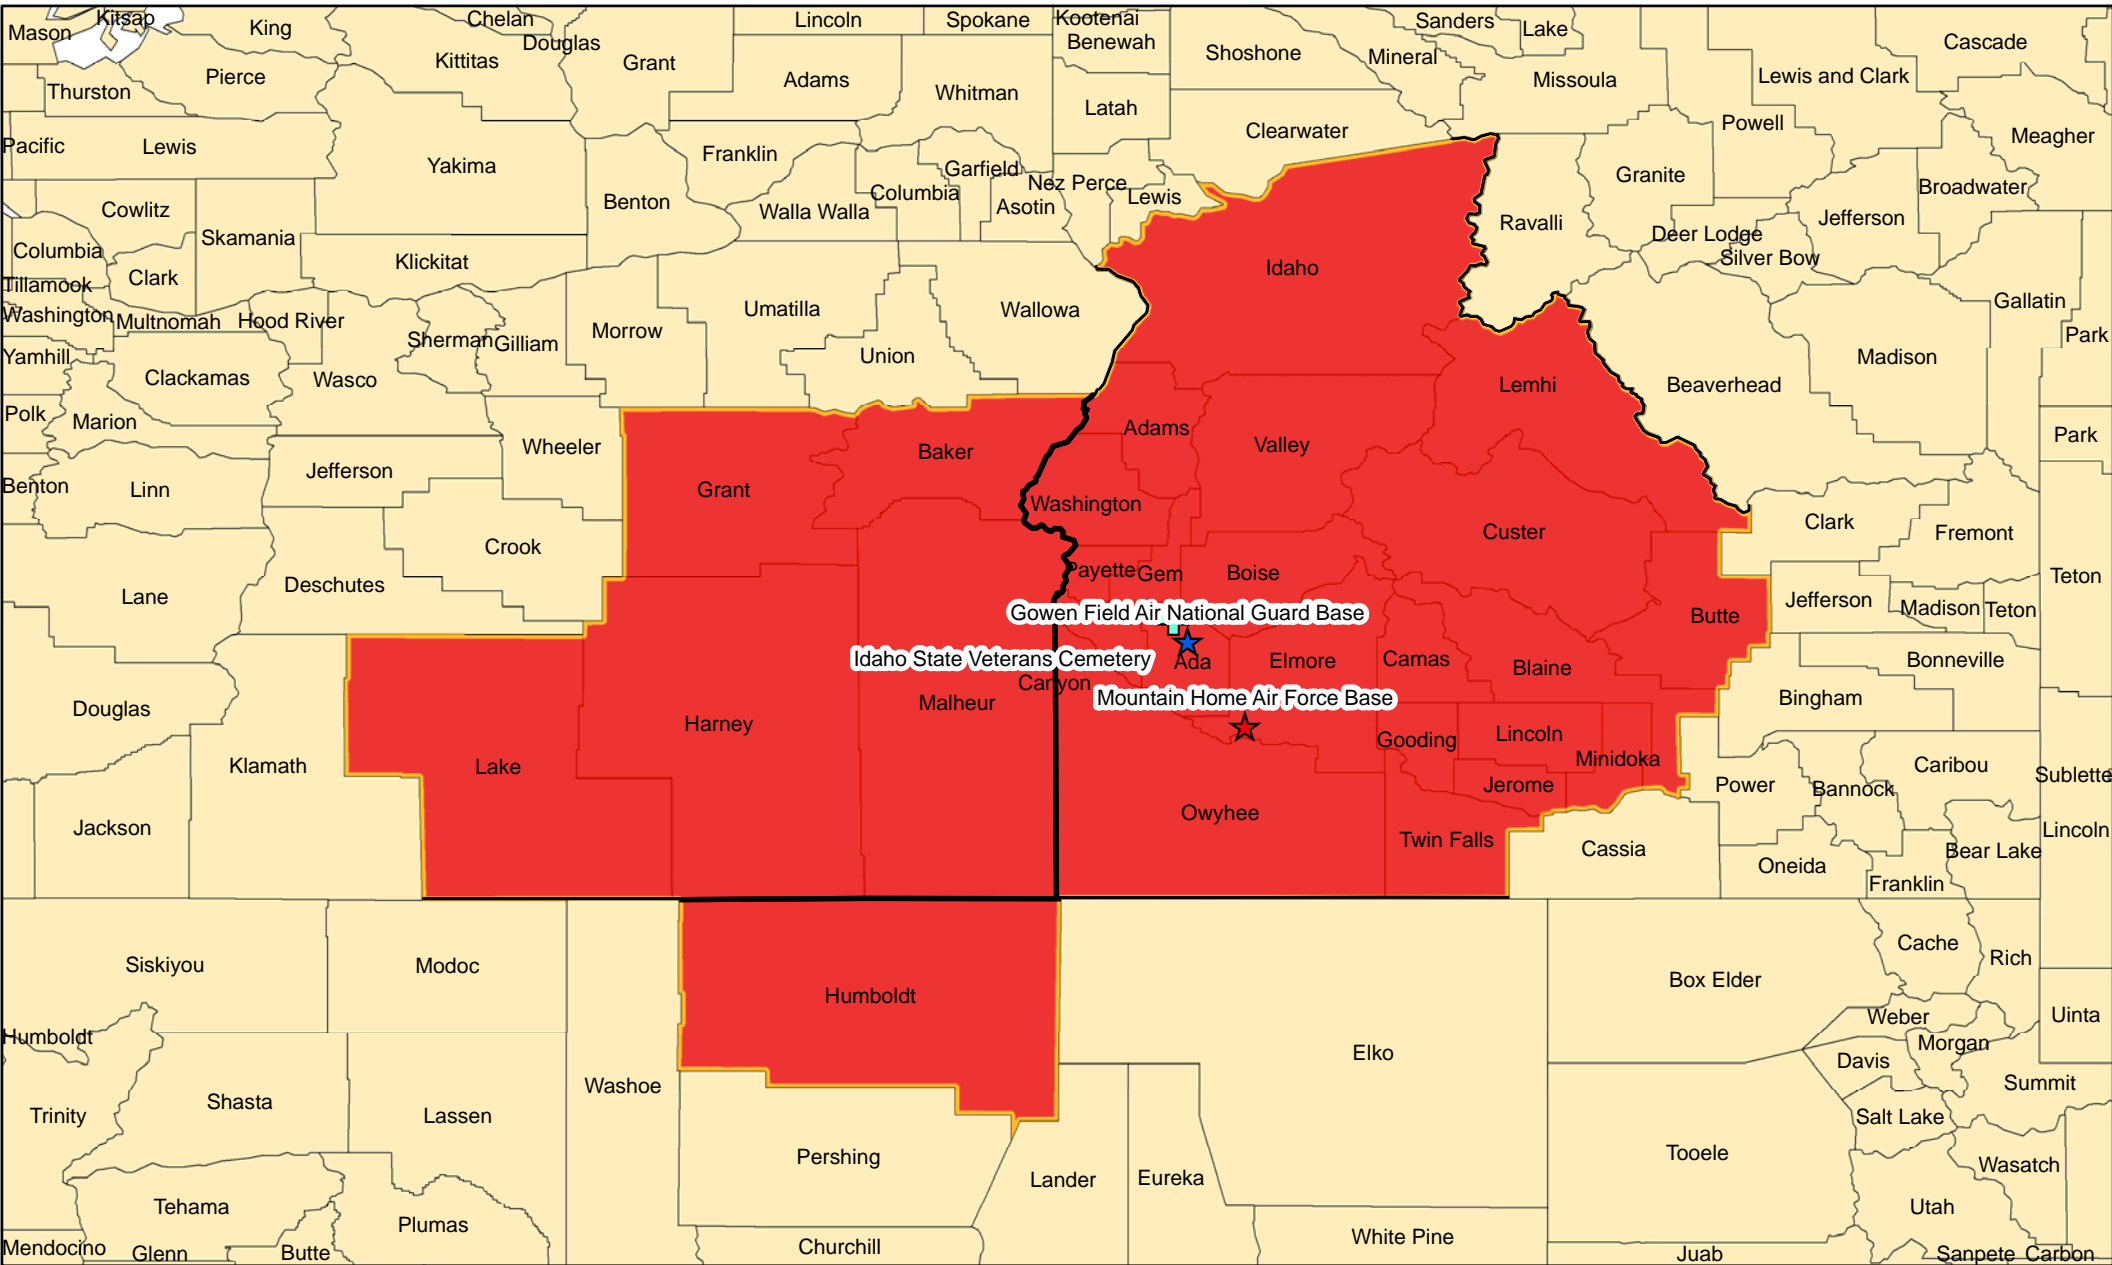 Mason
Kitsap
King
Chelan
Douglas
Lincoln
Spokane
Kootenai
Benewah
Sanders
Lake
Cascade
Thurston
Pierce
Kittitas
Grant
Adams
Whitman
Shoshone
Mineral
Missoula
Lewis and Clark
Latah
Pacific
Lewis
Yakima
Franklin
Clearwater
Powell
Meagher
Benton
Columbia
Garfield
Asotin
Nez Perce
Lewis
Granite
Broadwater
Cowlitz
Skamania
Walla Walla
Ravalli
Deer Lodge
Jefferson
Columbia
Clark
Klickitat
Idaho
Silver Bow
Tillamook
Washington
Multnomah
Hood River
Sherman
Gilliam
Morrow
Umatilla
Wallowa
Union
Gallatin
Park
Yamhill
Clackamas
Wasco
Lemhi
Beaverhead
Madison
Polk
Marion
Wheeler
Baker
Adams
Valley
Park
Jefferson
Benton
Linn
Grant
Washington
Custer
Clark
Fremont
Crook
Deschutes
Lane
Payette
Gem
Boise
Butte
Jefferson
Madison
Teton
Teton
Gowen Field Air National Guard Base
Idaho State Veterans Cemetery
Ada
Elmore
Camas
Blaine
Bonneville
Canyon
Mountain Home Air Force Base
Bingham
Douglas
Klamath
Lake
Harney
Malheur
Gooding
Lincoln
Minidoka
Jerome
Power
Bannock
Caribou
Sublette
Jackson
Owyhee
Twin Falls
Cassia
Oneida
Franklin
Bear Lake
Lincoln
Siskiyou
Modoc
Humboldt
Box Elder
Cache
Rich
Humboldt
Weber
Uinta
Washoe
Elko
Morgan
Davis
Summit
Trinity
Shasta
Lassen
Salt Lake
Pershing
Lander
Eureka
Tooele
Wasatch
Tehama
Plumas
Utah
Mendocino
Glenn
Butte
Churchill
White Pine
Juab
Sanpete
Carbon